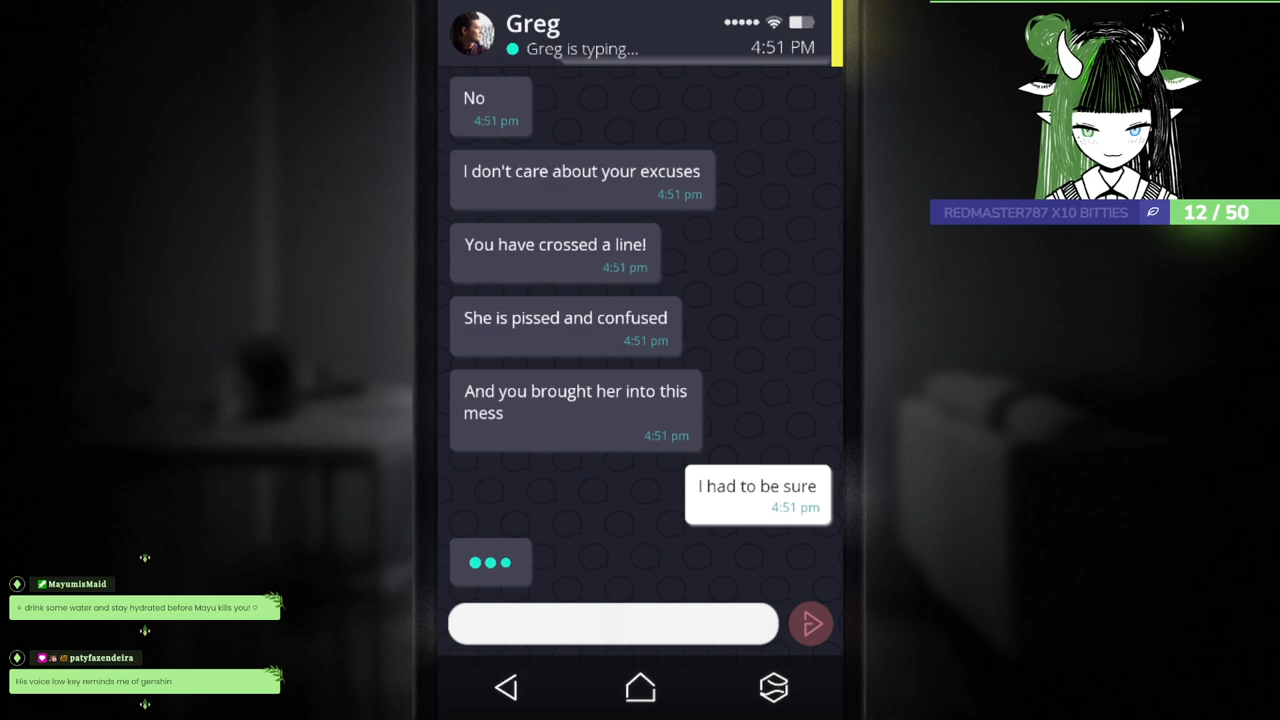 Greg
Greg is typing...
4:51 PM
No
4:51 pm
I don't care about your excuses
4:51 pm
You have crossed a line!
4:51 pm
She is pissed and confused
4:51 pm
And you brought her into this
mess
4:51 pm
I had to be sure
4:51 pm
REDMASTER787 X10 BITTIES
12 / 50
MayumisMaid
✧ drink some water and stay hydrated before Mayu kills you! ♡
patyfazendeira
His voice low key reminds me of genshin